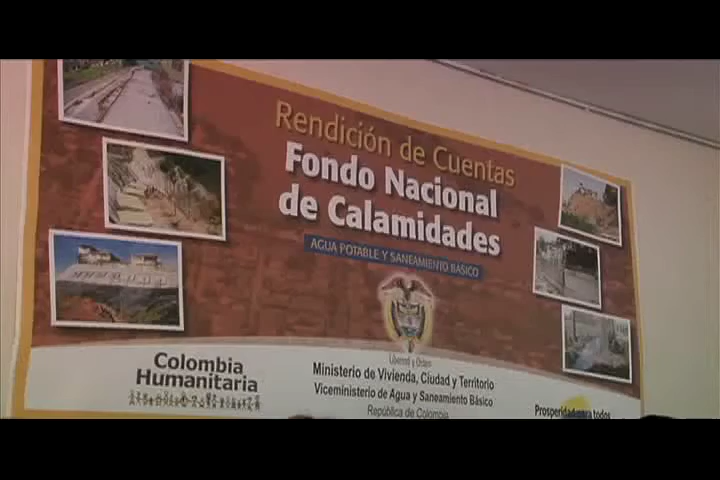 Rendición de Cuentas
Fondo Nacional
de Calamidades
AGUA POTABLE Y SANEAMIENTO BÁSICO
Libertad y Orden
Colombia
Humanitaria
Ministerio de Vivienda, Ciudad y Territorio
Viceministerio de Agua y Saneamiento Básico
República de Colombia
Prosperidad para todos